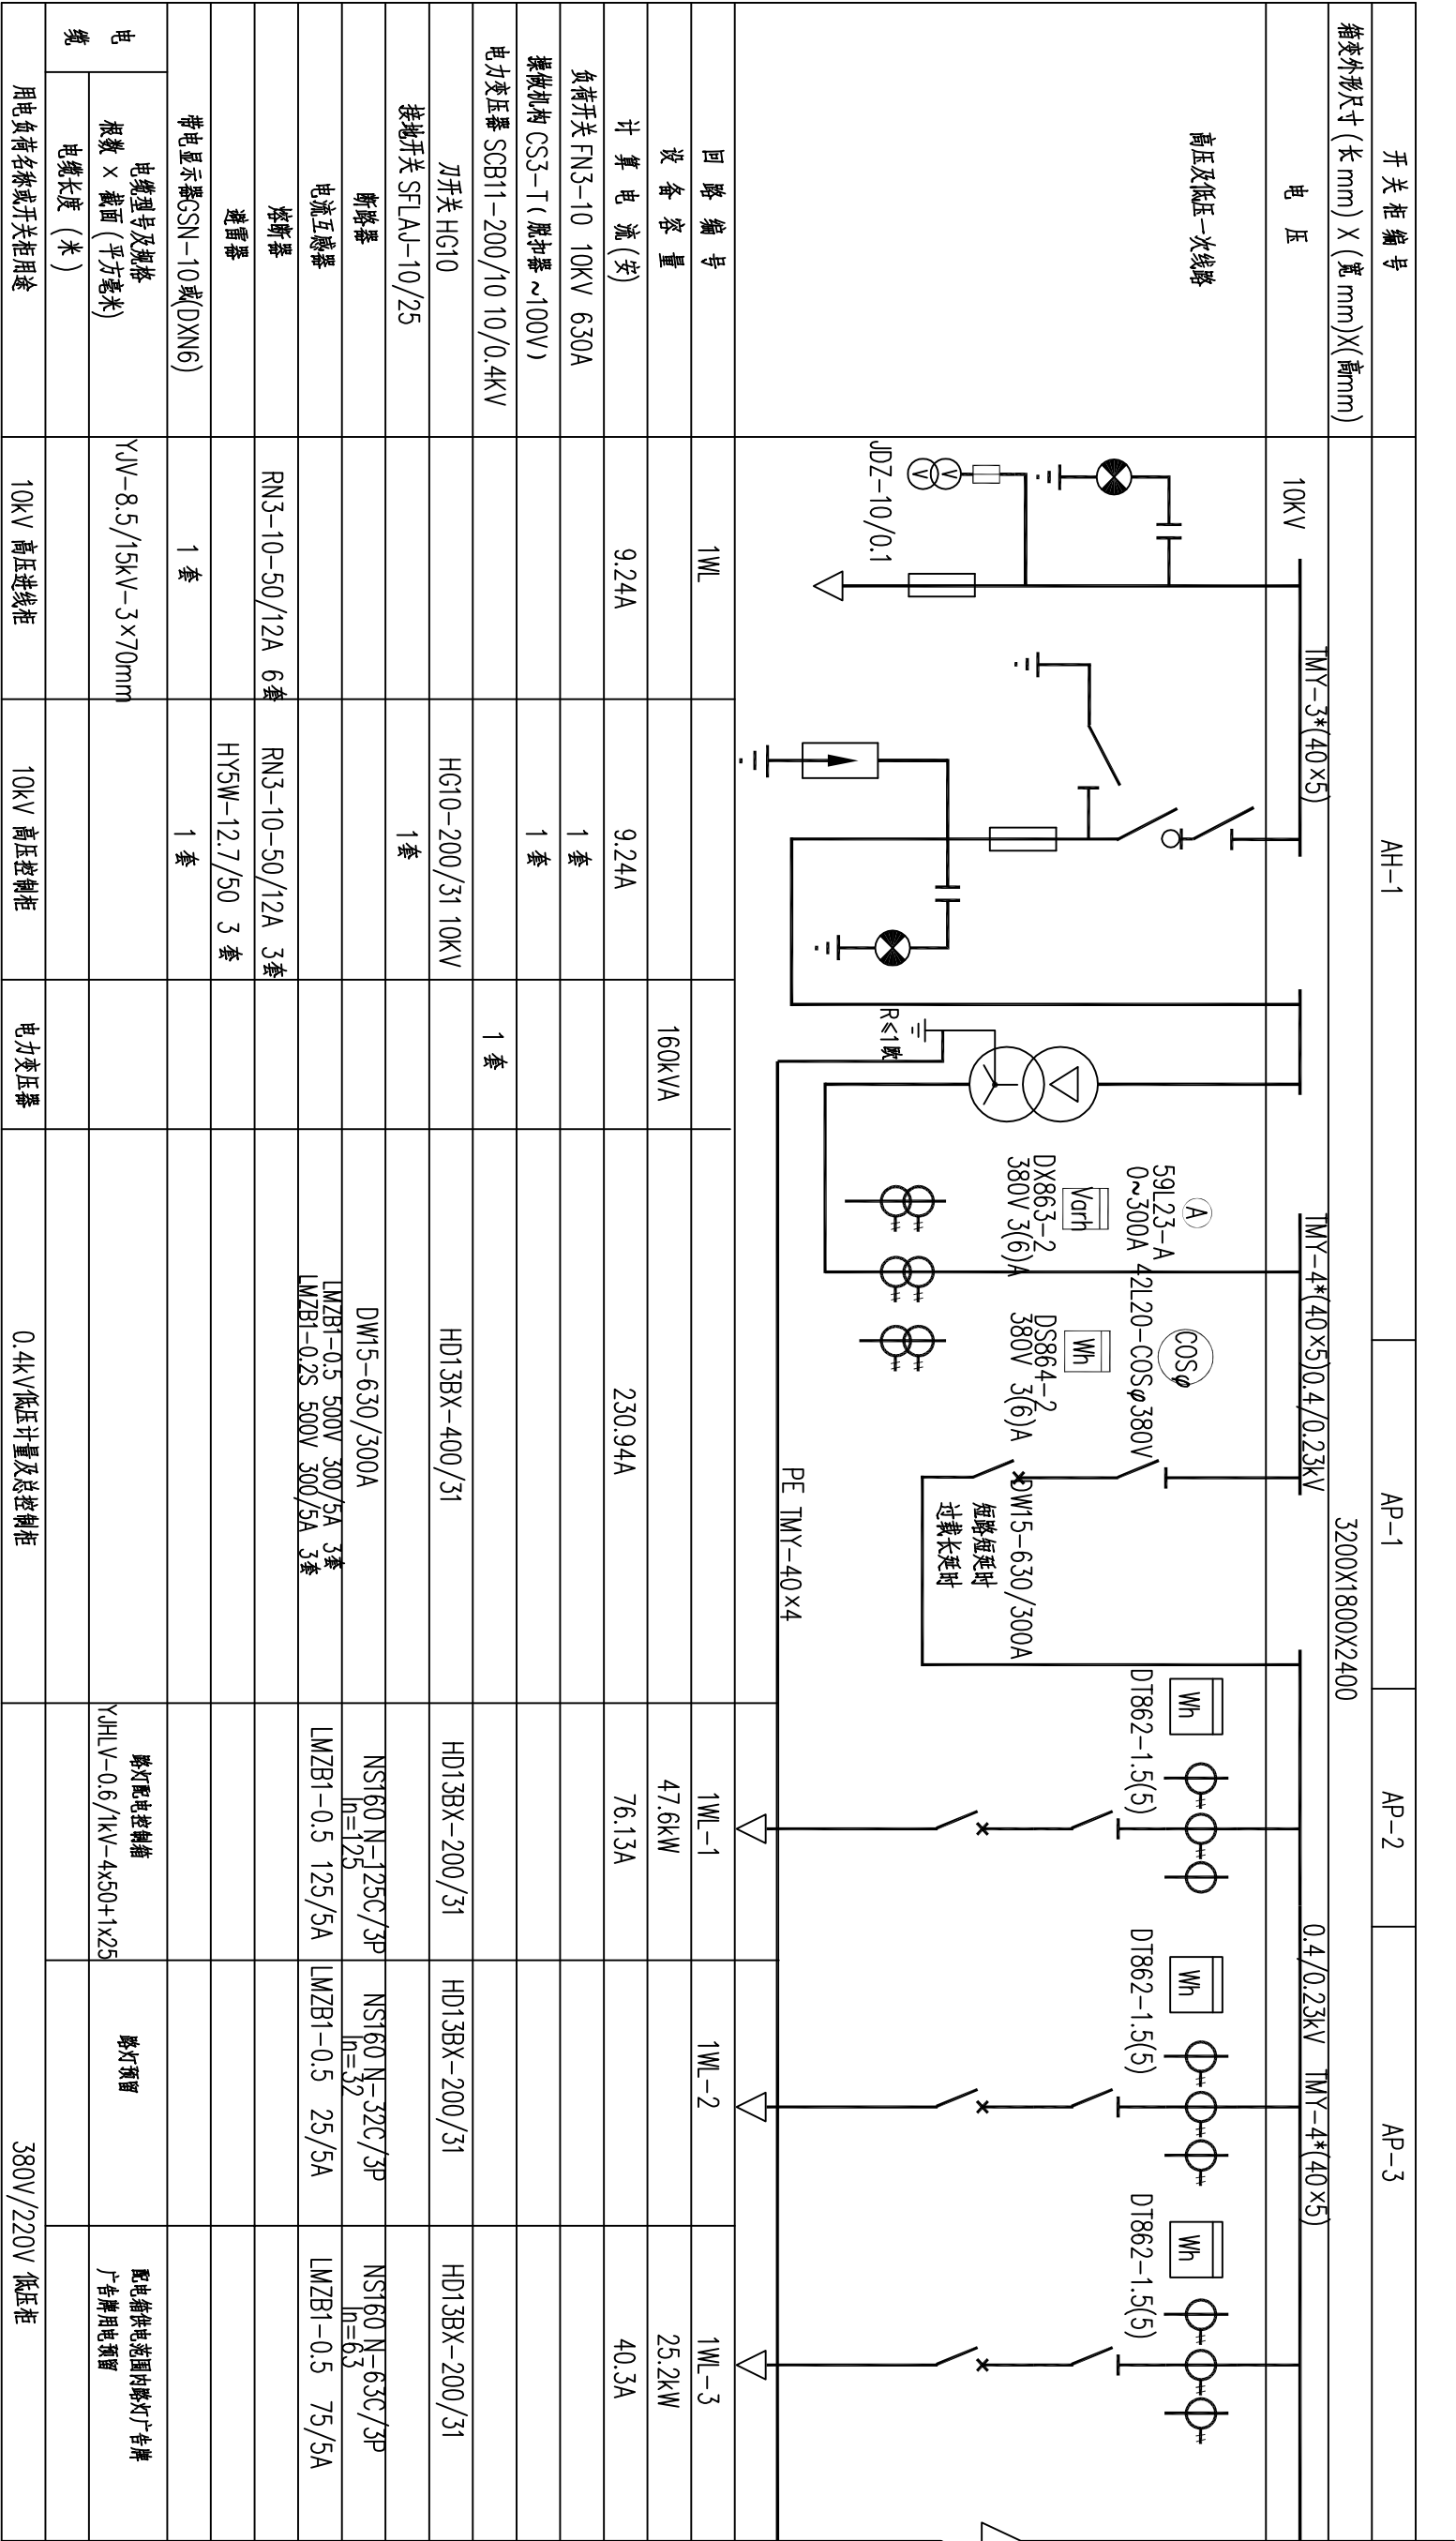 开关柜编号 AH-1 AP-1 AP-2 AP-3
箱变外形尺寸(长mm)X(宽mm)X(高mm) 3200X1800X2400
电压 10KV TMY-3*(40×5) TMY-4*(40×5)0.4/0.23kV 0.4/0.23kV TMY-4*(40×5)
高压及低压一次线路
JDZ-10/0.1
R≤1欧
A
59L23-A
0~300A
COSφ
42L20-COSφ380V
Varh
DX863-2
380V 3(6)A
Wh
DS864-2
380V 3(6)A
DW15-630/300A
短路短延时
过载长延时
PE TMY-40×4
Wh
DT862-1.5(5)
Wh
DT862-1.5(5)
Wh
DT862-1.5(5)
回路编号 1WL 1WL-1 1WL-2 1WL-3
设备容量 160kVA 47.6kW 25.2kW
计算电流(安) 9.24A 9.24A 230.94A 76.13A 40.3A
负荷开关 FN3-10 10KV 630A 1套
操做机构 CS3-T(脱扣器~100V) 1套
电力变压器 SCB11-200/10 10/0.4KV 1套
刀开关 HG10 HG10-200/31 10KV HD13BX-400/31 HD13BX-200/31 HD13BX-200/31 HD13BX-200/31
接地开关 SFLAJ-10/25 1套
断路器 DW15-630/300A NS160 N-125C/3P NS160 N-32C/3P NS160 N-63C/3P
In=125 In=32 In=63
电流互感器 LMZB1-0.5 500V 300/5A 3套 LMZB1-0.5 125/5A LMZB1-0.5 25/5A LMZB1-0.5 75/5A
LMZB1-0.2S 500V 300/5A 3套
熔断器 RN3-10-50/12A 6套 RN3-10-50/12A 3套
避雷器 HY5W-12.7/50 3套
带电显示器GSN-10或(DXN6) 1套 1套
电缆
电缆型号及规格 路灯配电控制箱 路灯预留 配电箱供电范围内路灯广告牌
根数 X 截面(平方毫米) YJV-8.5/15kV-3×70mm YJHLV-0.6/1kV-4x50+1x25 广告牌用电预留
电缆长度(米)
用电负荷名称或开关柜用途 10kV 高压进线柜 10kV 高压控制柜 电力变压器 0.4kV低压计量及总控制柜 380V/220V 低压柜